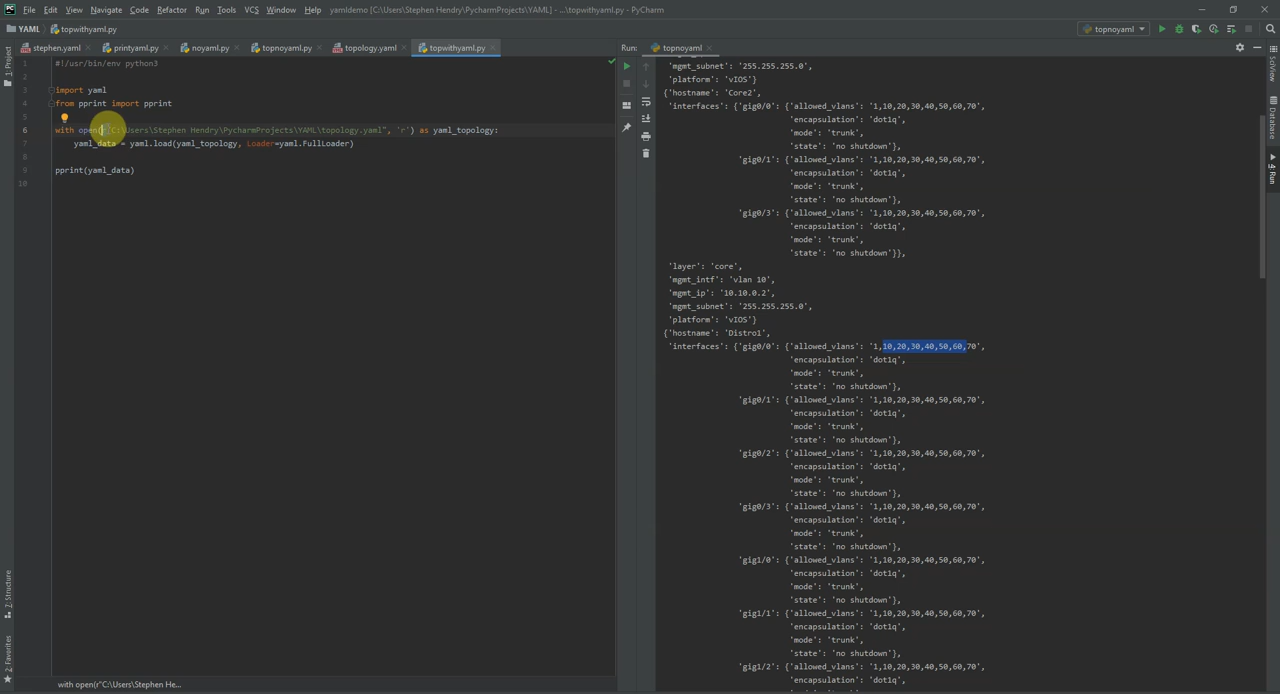 File Edit View Navigate Code Refactor Run Tools VCS Window Help yamldemo [C:\Users\Stephen Hendry\PycharmProjects\YAML] - ...\topwithyaml.py - PyCharm
YAML topwithyaml.py
topnoyaml
stephen.yaml printyaml.py noyaml.py topnoyaml.py topology.yaml topwithyaml.py
Run: topnoyaml
1: Project
1 #!/usr/bin/env python3
2
3 import yaml
4 from pprint import pprint
5
6 with open(r"C:\Users\Stephen Hendry\PycharmProjects\YAML\topology.yaml", 'r') as yaml_topology:
7 yaml_data = yaml.load(yaml_topology, Loader=yaml.FullLoader)
8
9 pprint(yaml_data)
10
'mgmt_subnet': '255.255.255.0',
'platform': 'vIOS'}
{'hostname': 'Core2',
'interfaces': {'gig0/0': {'allowed_vlans': '1,10,20,30,40,50,60,70',
'encapsulation': 'dot1q',
'mode': 'trunk',
'state': 'no shutdown'},
'gig0/1': {'allowed_vlans': '1,10,20,30,40,50,60,70',
'encapsulation': 'dot1q',
'mode': 'trunk',
'state': 'no shutdown'},
'gig0/3': {'allowed_vlans': '1,10,20,30,40,50,60,70',
'encapsulation': 'dot1q',
'mode': 'trunk',
'state': 'no shutdown'}},
'layer': 'core',
'mgmt_intf': 'vlan 10',
'mgmt_ip': '10.10.0.2',
'mgmt_subnet': '255.255.255.0',
'platform': 'vIOS'}
{'hostname': 'Distro1',
'interfaces': {'gig0/0': {'allowed_vlans': '1,10,20,30,40,50,60,70',
'encapsulation': 'dot1q',
'mode': 'trunk',
'state': 'no shutdown'},
'gig0/1': {'allowed_vlans': '1,10,20,30,40,50,60,70',
'encapsulation': 'dot1q',
'mode': 'trunk',
'state': 'no shutdown'},
'gig0/2': {'allowed_vlans': '1,10,20,30,40,50,60,70',
'encapsulation': 'dot1q',
'mode': 'trunk',
'state': 'no shutdown'},
'gig0/3': {'allowed_vlans': '1,10,20,30,40,50,60,70',
'encapsulation': 'dot1q',
'mode': 'trunk',
'state': 'no shutdown'},
'gig1/0': {'allowed_vlans': '1,10,20,30,40,50,60,70',
'encapsulation': 'dot1q',
'mode': 'trunk',
'state': 'no shutdown'},
'gig1/1': {'allowed_vlans': '1,10,20,30,40,50,60,70',
'encapsulation': 'dot1q',
'mode': 'trunk',
'state': 'no shutdown'},
'gig1/2': {'allowed_vlans': '1,10,20,30,40,50,60,70',
'encapsulation': 'dot1q',
SciView
Database
4: Run
7: Structure
2: Favorites
with open(r"C:\Users\Stephen He...